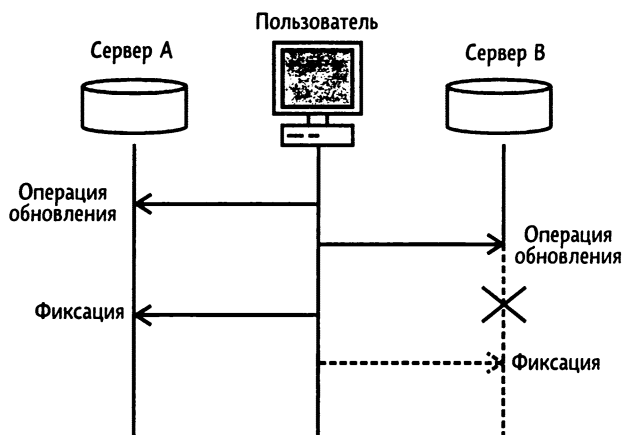 Пользователь
Сервер А
Сервер В
Операция
обновления
Операция
обновления
Фиксация
Фиксация